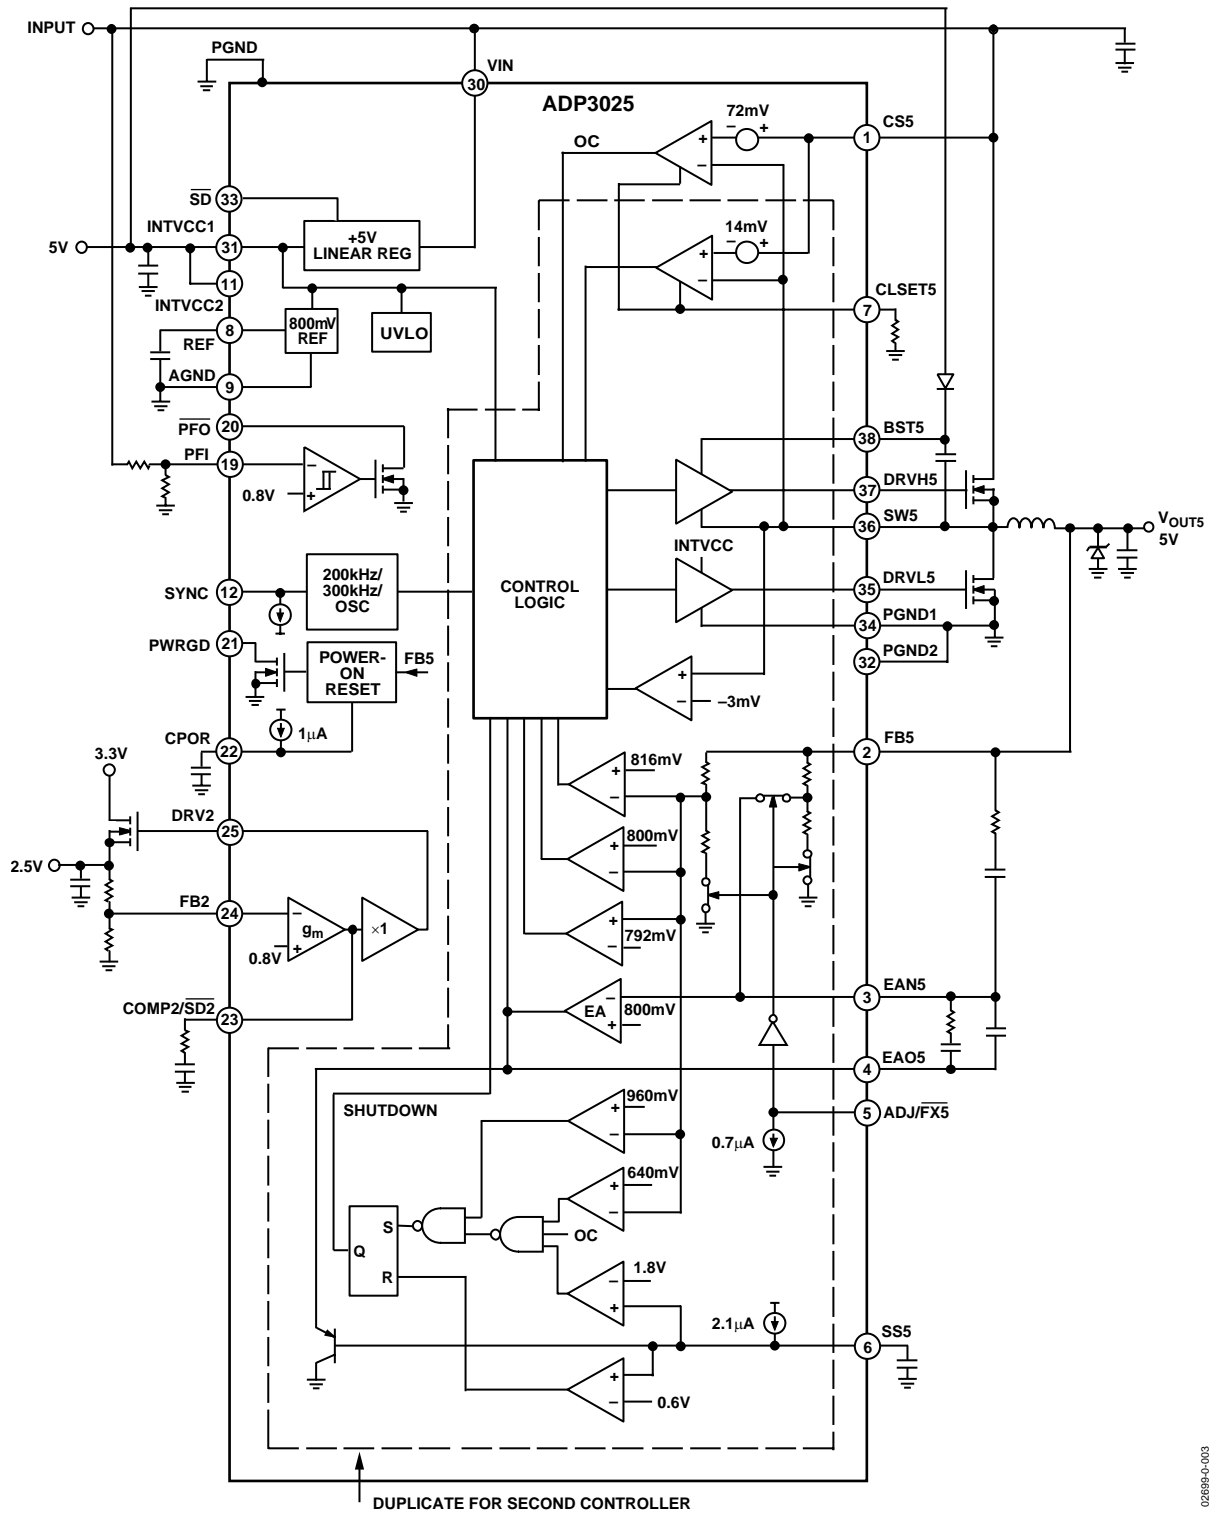 INPUT
PGND
VIN
30
ADP3025
72mV
− +
CS5
1
OC
+
−
SD
33
INTVCC1
5V
31
+5V
LINEAR REG
14mV
− +
+
−
11
INTVCC2
CLSET5
7
8
REF
800mV
REF
UVLO
AGND
9
PFO
20
PFI
19
−
0.8V
+
BST5
38
DRVH5
37
SW5
36
VOUT5
5V
INTVCC
CONTROL
LOGIC
SYNC
12
200kHz/
300kHz/
OSC
DRVL5
35
PGND1
34
PGND2
32
PWRGD
21
POWER-
ON
RESET
FB5
+
−
−3mV
CPOR
22
1µA
FB5
2
3.3V
816mV
+
−
DRV2
25
800mV
+
−
2.5V
FB2
24
−
gm
×1
0.8V
+
+
792mV
−
COMP2/SD2
23
EAN5
3
EA
−
800mV
+
EAO5
4
SHUTDOWN
960mV
+
−
ADJ/FX5
5
0.7µA
640mV
+
−
S
Q
R
OC
1.8V
−
+
2.1µA
SS5
6
+
−
0.6V
DUPLICATE FOR SECOND CONTROLLER
02699-0-003